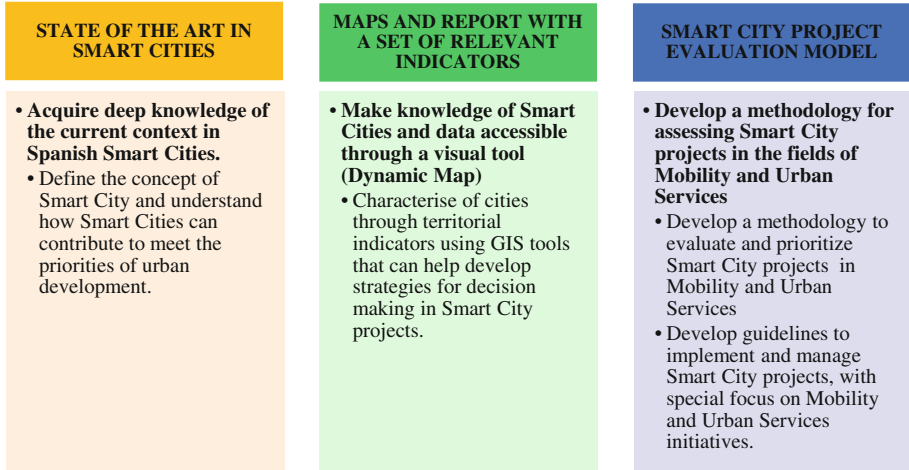 STATE OF THE ART IN
SMART CITIES
• Acquire deep knowledge of
the current context in
Spanish Smart Cities.
• Define the concept of
Smart City and understand
how Smart Cities can
contribute to meet the
priorities of urban
development.
MAPS AND REPORT WITH
A SET OF RELEVANT
INDICATORS
• Make knowledge of Smart
Cities and data accessible
through a visual tool
(Dynamic Map)
• Characterise of cities
through territorial
indicators using GIS tools
that can help develop
strategies for decision
making in Smart City
projects.
SMART CITY PROJECT
EVALUATION MODEL
• Develop a methodology for
assessing Smart City
projects in the fields of
Mobility and Urban
Services
• Develop a methodology to
evaluate and prioritize
Smart City projects in
Mobility and Urban
Services
• Develop guidelines to
implement and manage
Smart City projects, with
special focus on Mobility
and Urban Services
initiatives.